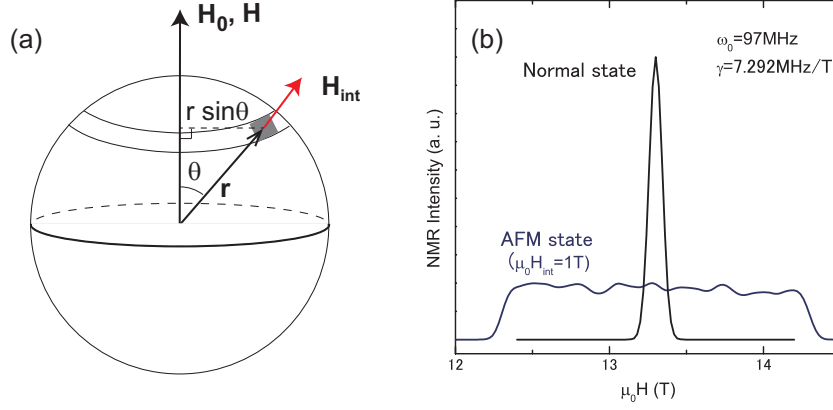 (a)
H0, H
Hint
r sinθ
θ
r
(b)
ω0=97MHz
γ=7.292MHz/T
Normal state
AFM state
(μ0Hint=1T)
NMR Intensity (a. u.)
12 13 14
μ0H (T)